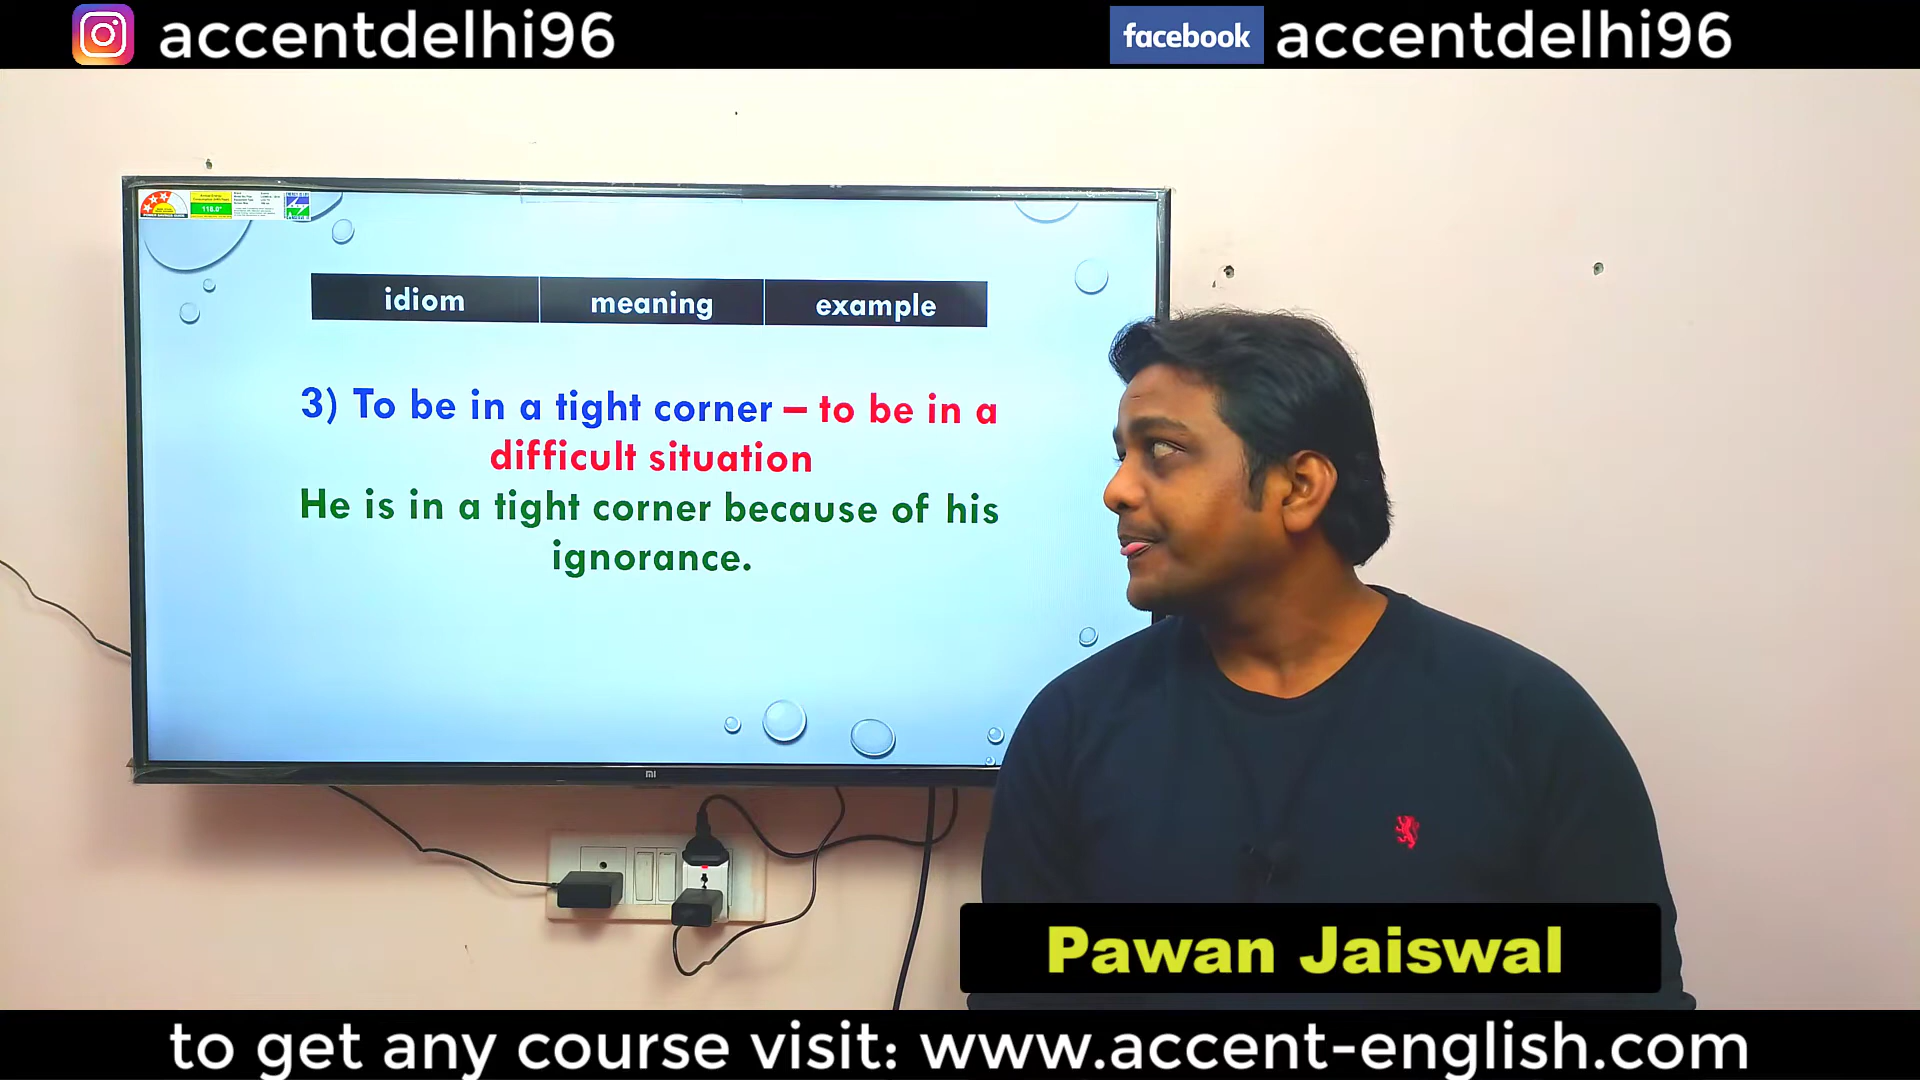 accentdelhi96
facebook accentdelhi96
idiom meaning example
3) To be in a tight corner – to be in a
difficult situation
He is in a tight corner because of his
ignorance.
mi
Pawan Jaiswal
to get any course visit: www.accent-english.com